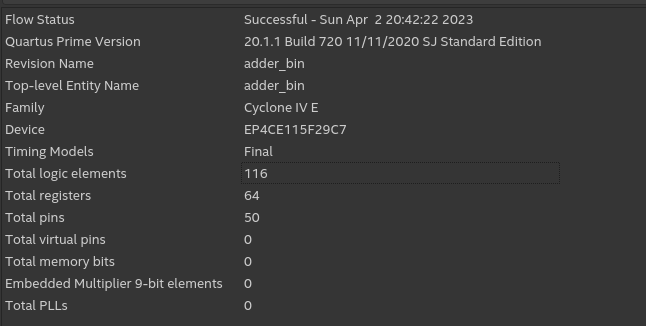 Flow Status Successful - Sun Apr  2 20:42:22 2023
Quartus Prime Version 20.1.1 Build 720 11/11/2020 SJ Standard Edition
Revision Name adder_bin
Top-level Entity Name adder_bin
Family Cyclone IV E
Device EP4CE115F29C7
Timing Models Final
Total logic elements 116
Total registers 64
Total pins 50
Total virtual pins 0
Total memory bits 0
Embedded Multiplier 9-bit elements 0
Total PLLs 0